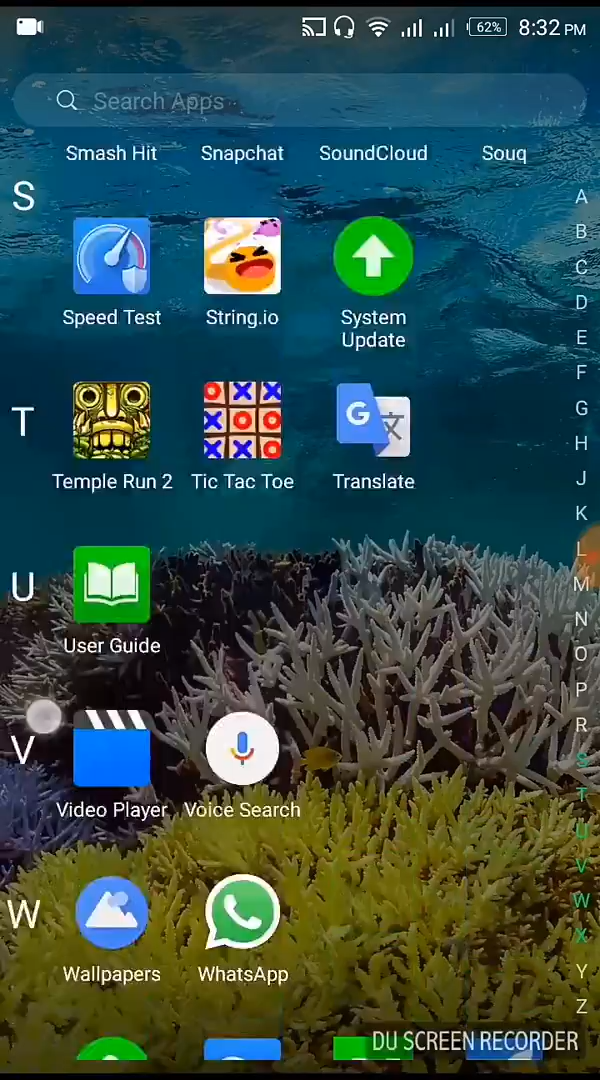 62% 8:32 PM
Search Apps
Smash Hit Snapchat SoundCloud Souq
S
Speed Test String.io System
Update
T
G 文
Temple Run 2 Tic Tac Toe Translate
U
User Guide
V
Video Player Voice Search
W
Wallpapers WhatsApp
A
B
C
D
E
F
G
H
J
K
L
M
N
O
P
R
S
T
U
V
W
X
Y
Z
DU SCREEN RECORDER